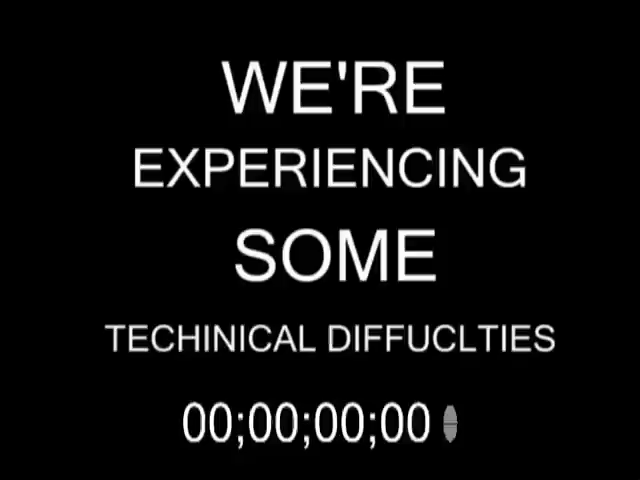 WE'RE
EXPERIENCING
SOME
TECHINICAL DIFFUCLTIES
00;00;00;00